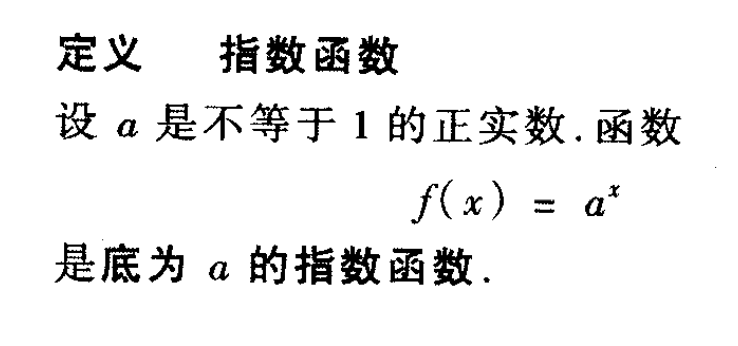 定义 指数函数
设 a 是不等于 1 的正实数.函数
f(x) = aˣ
是底为 a 的指数函数.